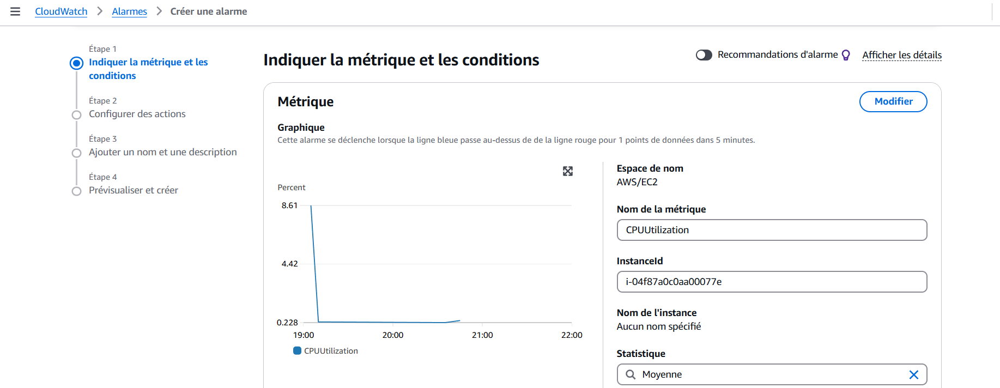 CloudWatch > Alarmes > Créer une alarme
Étape 1
Indiquer la métrique et les
conditions
Étape 2
Configurer des actions
Étape 3
Ajouter un nom et une description
Étape 4
Prévisualiser et créer
Indiquer la métrique et les conditions
Recommandations d'alarme
Afficher les détails
Métrique
Modifier
Graphique
Cette alarme se déclenche lorsque la ligne bleue passe au-dessus de de la ligne rouge pour 1 points de données dans 5 minutes.
Percent
8.61
4.42
0.228
19:00 20:00 21:00 22:00
CPUUtilization
Espace de nom
AWS/EC2
Nom de la métrique
CPUUtilization
InstanceId
i-04f87a0c0aa00077e
Nom de l'instance
Aucun nom spécifié
Statistique
Moyenne